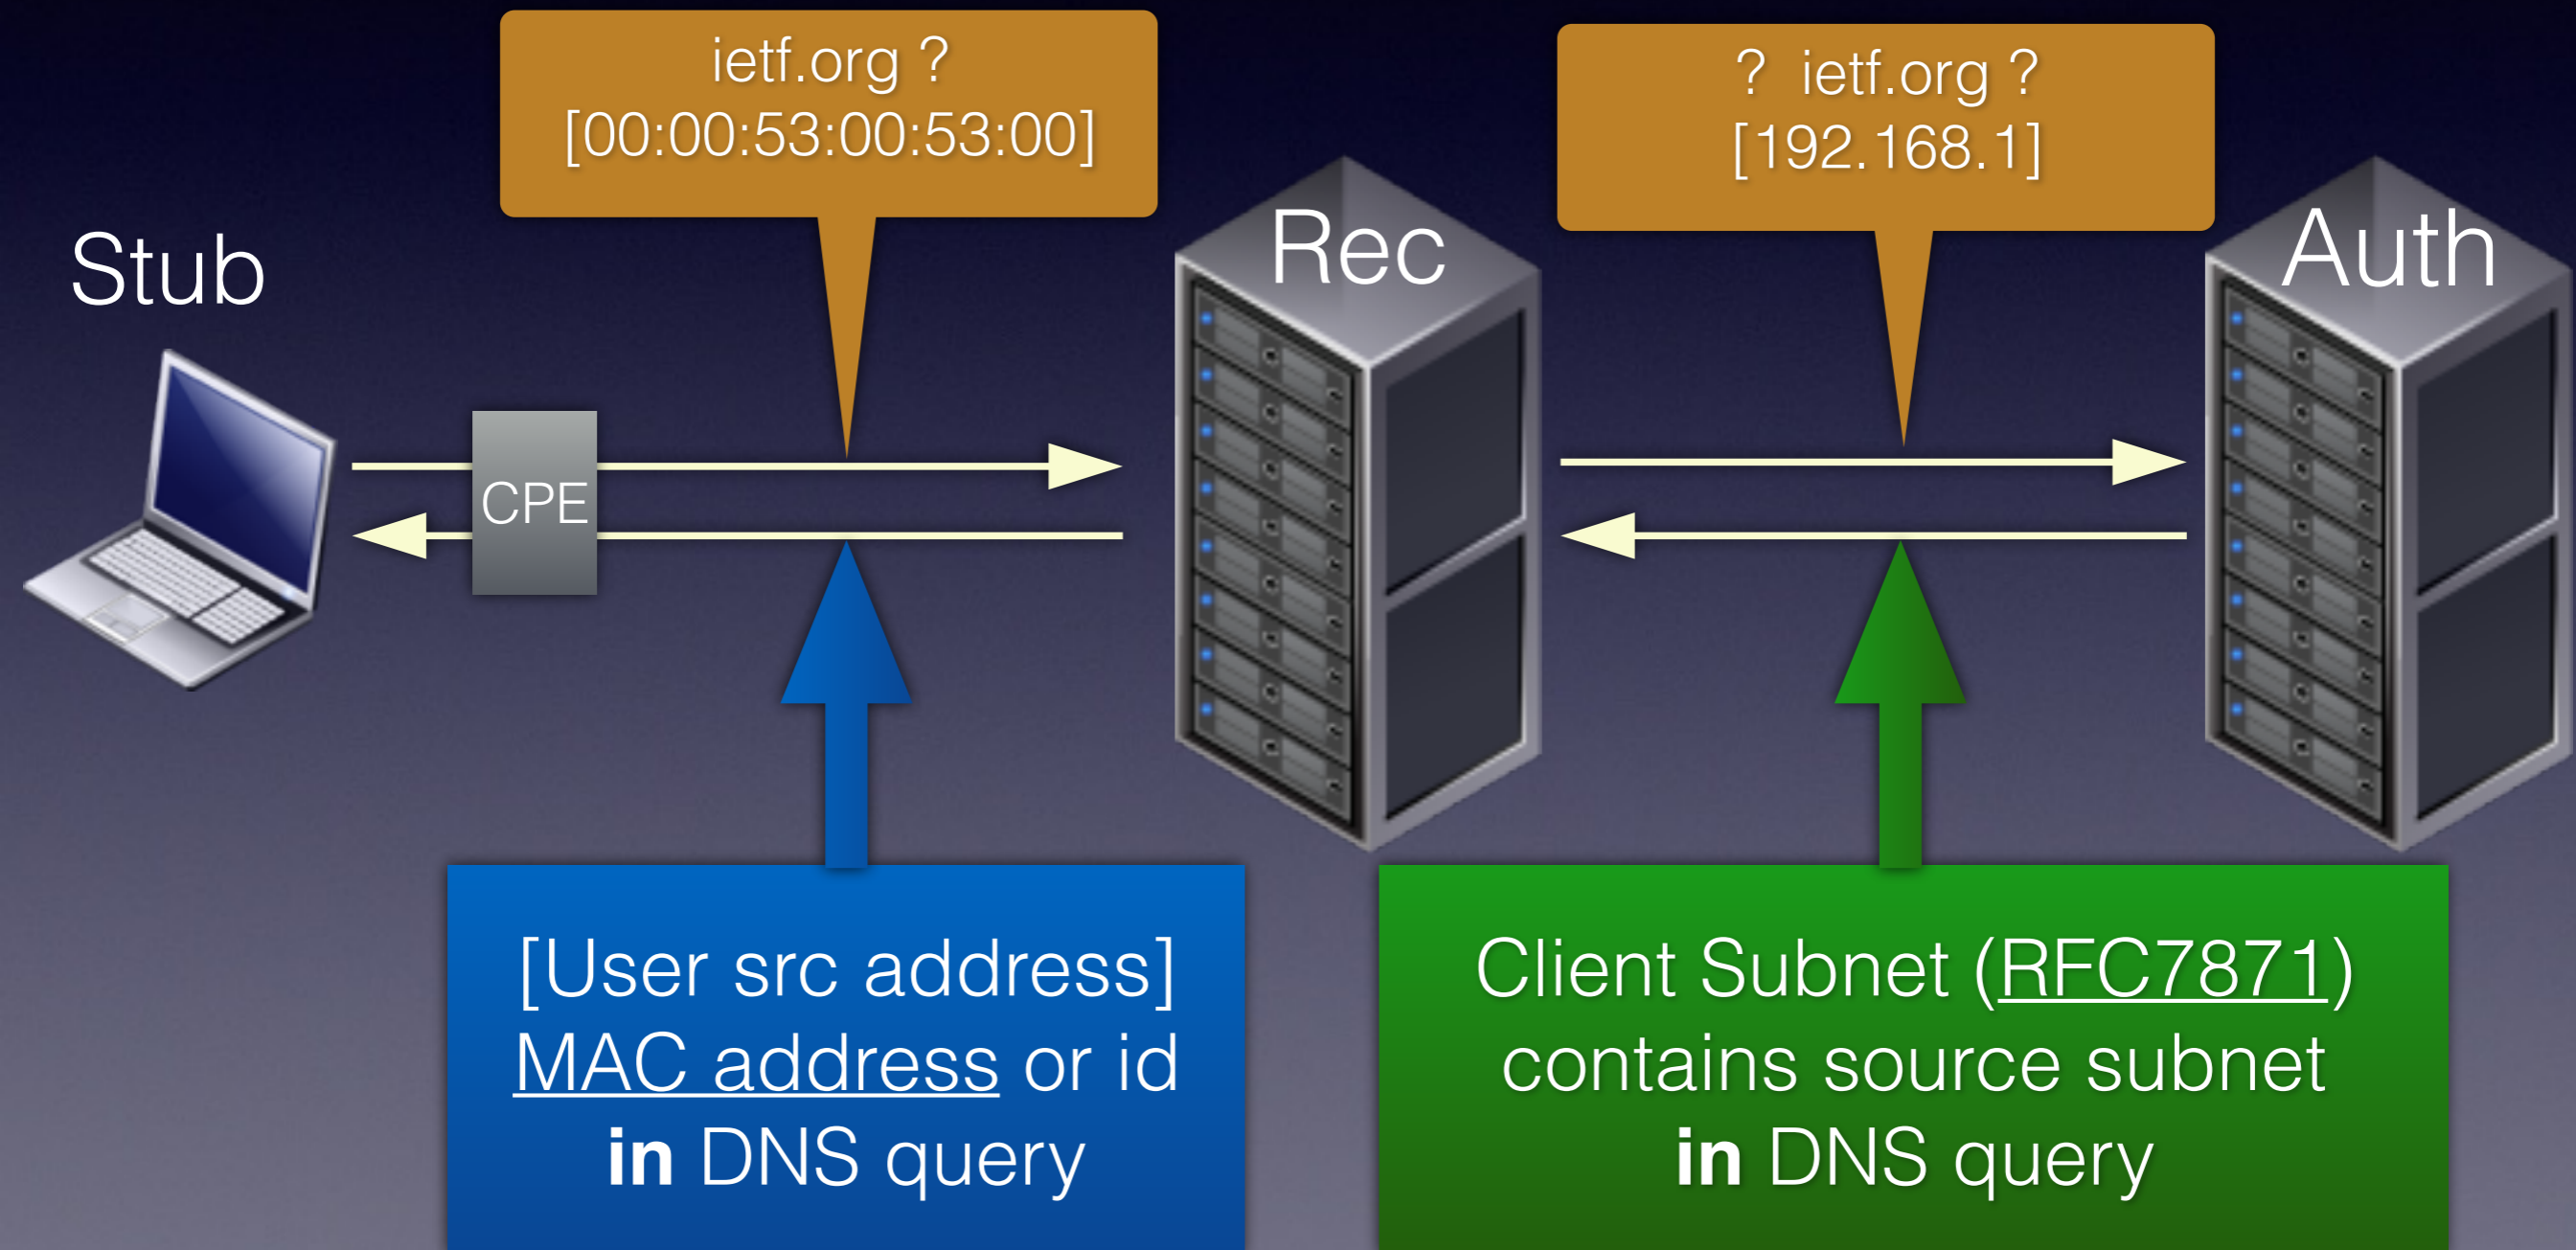 ietf.org ?
[00:00:53:00:53:00]
? ietf.org ?
[192.168.1]
Stub
Rec
Auth
CPE
[User src address]
MAC address or id
in DNS query
Client Subnet (RFC7871)
contains source subnet
in DNS query